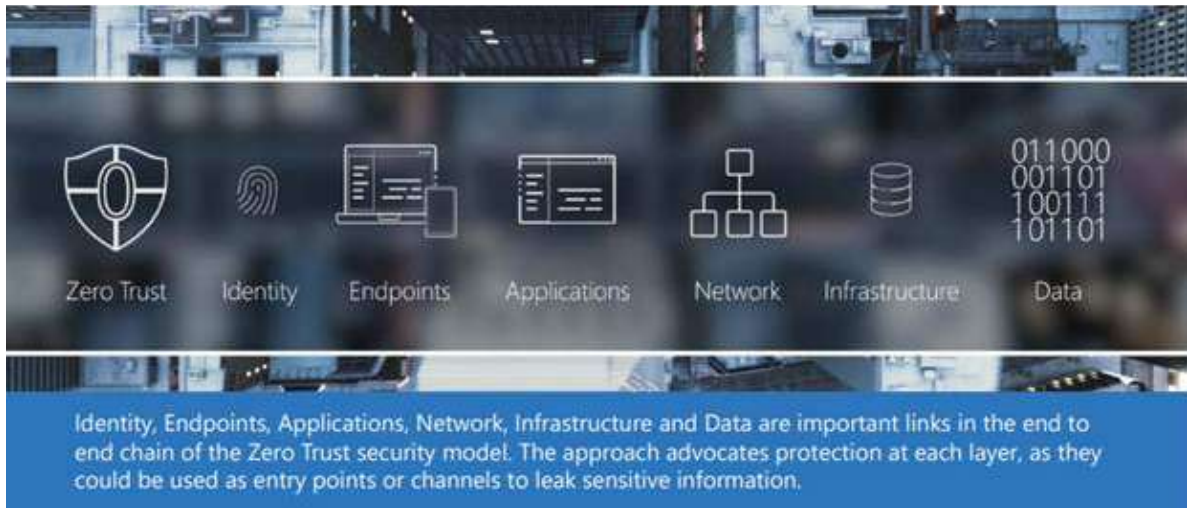 011000
001101
100111
101101
Zero Trust Identity Endpoints Applications Network Infrastructure Data
Identity, Endpoints, Applications, Network, Infrastructure and Data are important links in the end to
end chain of the Zero Trust security model. The approach advocates protection at each layer, as they
could be used as entry points or channels to leak sensitive information.